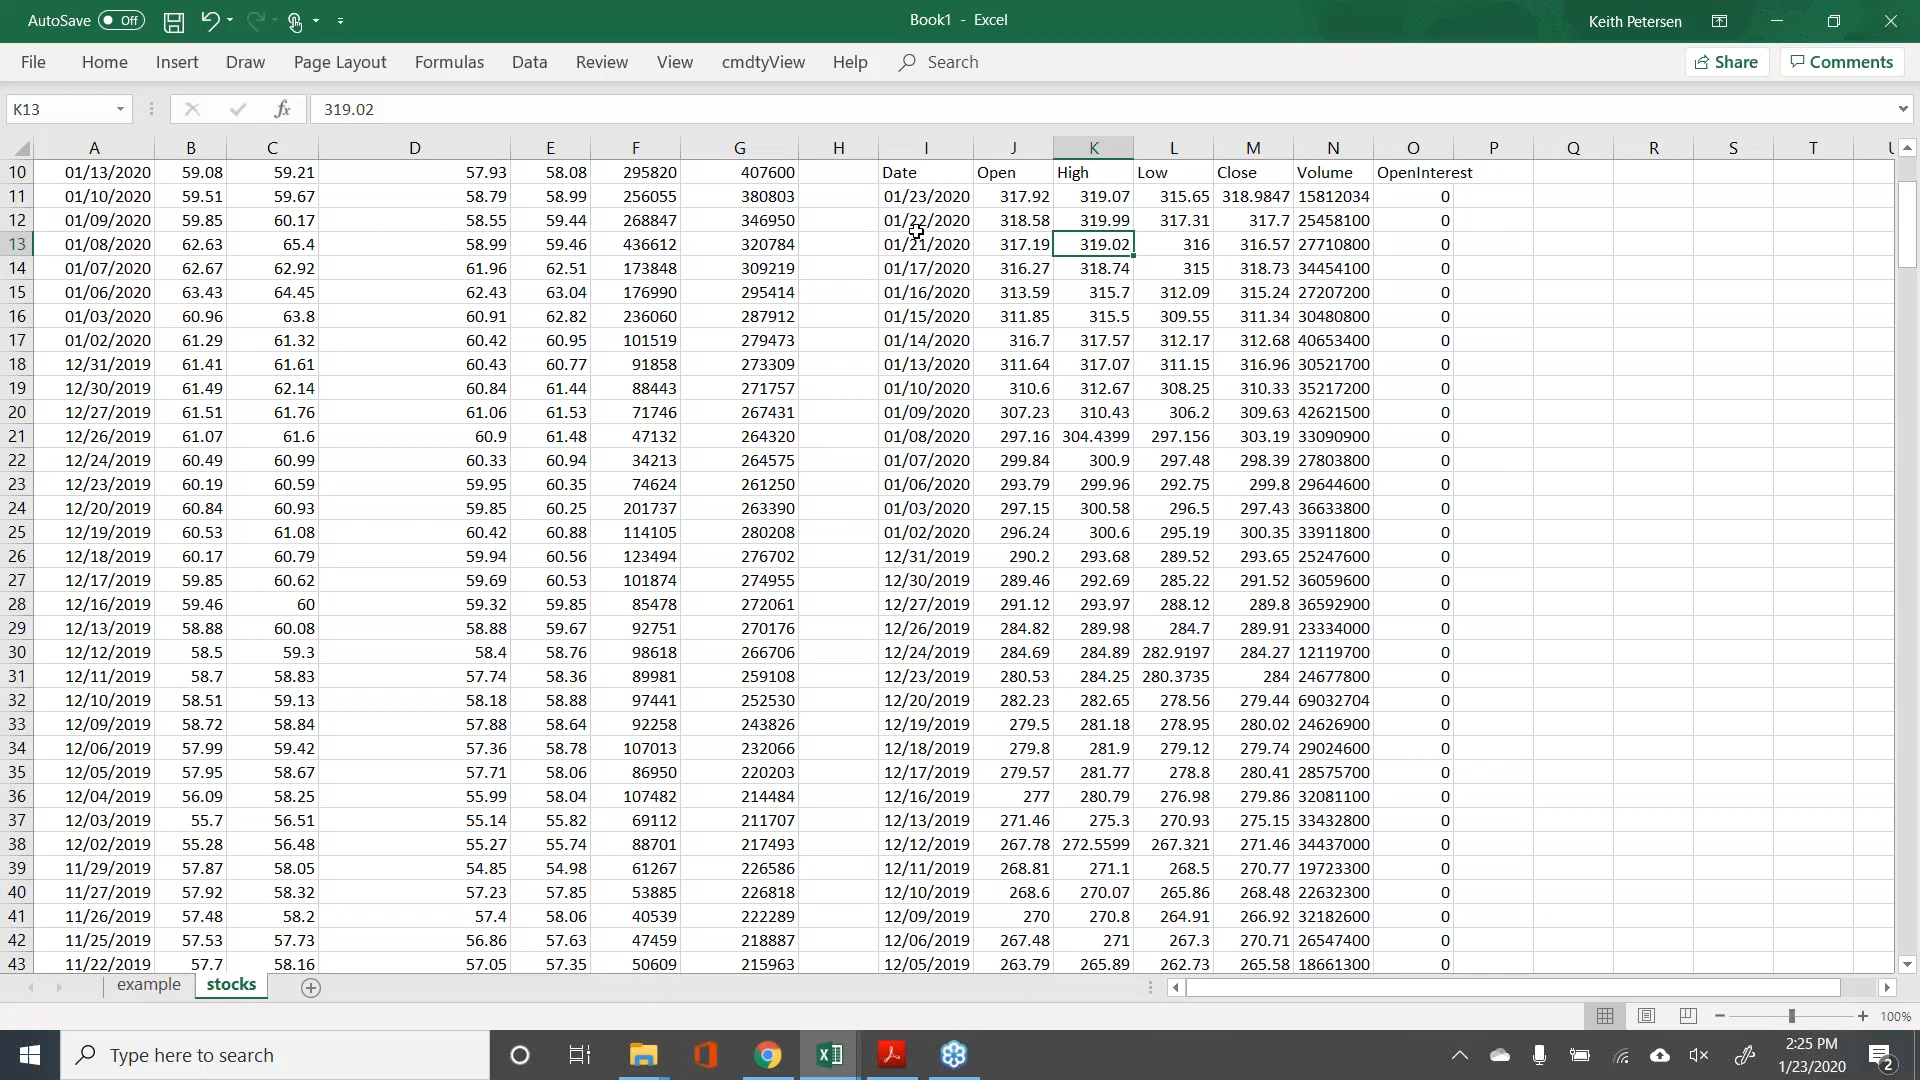 AutoSave Off Book1 - Excel Keith Petersen
File Home Insert Draw Page Layout Formulas Data Review View cmdtyView Help Search Share Comments
K13 fx 319.02
A B C D E F G H I J K L M N O P Q R S T
10 01/13/2020 59.08 59.21 57.93 58.08 295820 407600 Date Open High Low Close Volume OpenInterest
11 01/10/2020 59.51 59.67 58.79 58.99 256055 380803 01/23/2020 317.92 319.07 315.65 318.9847 15812034 0
12 01/09/2020 59.85 60.17 58.55 59.44 268847 346950 01/22/2020 318.58 319.99 317.31 317.7 25458100 0
13 01/08/2020 62.63 65.4 58.99 59.46 436612 320784 01/21/2020 317.19 319.02 316 316.57 27710800 0
14 01/07/2020 62.67 62.92 61.96 62.51 173848 309219 01/17/2020 316.27 318.74 315 318.73 34454100 0
15 01/06/2020 63.43 64.45 62.43 63.04 176990 295414 01/16/2020 313.59 315.7 312.09 315.24 27207200 0
16 01/03/2020 60.96 63.8 60.91 62.82 236060 287912 01/15/2020 311.85 315.5 309.55 311.34 30480800 0
17 01/02/2020 61.29 61.32 60.42 60.95 101519 279473 01/14/2020 316.7 317.57 312.17 312.68 40653400 0
18 12/31/2019 61.41 61.61 60.43 60.77 91858 273309 01/13/2020 311.64 317.07 311.15 316.96 30521700 0
19 12/30/2019 61.49 62.14 60.84 61.44 88443 271757 01/10/2020 310.6 312.67 308.25 310.33 35217200 0
20 12/27/2019 61.51 61.76 61.06 61.53 71746 267431 01/09/2020 307.23 310.43 306.2 309.63 42621500 0
21 12/26/2019 61.07 61.6 60.9 61.48 47132 264320 01/08/2020 297.16 304.4399 297.156 303.19 33090900 0
22 12/24/2019 60.49 60.99 60.33 60.94 34213 264575 01/07/2020 299.84 300.9 297.48 298.39 27803800 0
23 12/23/2019 60.19 60.59 59.95 60.35 74624 261250 01/06/2020 293.79 299.96 292.75 299.8 29644600 0
24 12/20/2019 60.84 60.93 59.85 60.25 201737 263390 01/03/2020 297.15 300.58 296.5 297.43 36633800 0
25 12/19/2019 60.53 61.08 60.42 60.88 114105 280208 01/02/2020 296.24 300.6 295.19 300.35 33911800 0
26 12/18/2019 60.17 60.79 59.94 60.56 123494 276702 12/31/2019 290.2 293.68 289.52 293.65 25247600 0
27 12/17/2019 59.85 60.62 59.69 60.53 101874 274955 12/30/2019 289.46 292.69 285.22 291.52 36059600 0
28 12/16/2019 59.46 60 59.32 59.85 85478 272061 12/27/2019 291.12 293.97 288.12 289.8 36592900 0
29 12/13/2019 58.88 60.08 58.88 59.67 92751 270176 12/26/2019 284.82 289.98 284.7 289.91 23334000 0
30 12/12/2019 58.5 59.3 58.4 58.76 98618 266706 12/24/2019 284.69 284.89 282.9197 284.27 12119700 0
31 12/11/2019 58.7 58.83 57.74 58.36 89981 259108 12/23/2019 280.53 284.25 280.3735 284 24677800 0
32 12/10/2019 58.51 59.13 58.18 58.88 97441 252530 12/20/2019 282.23 282.65 278.56 279.44 69032704 0
33 12/09/2019 58.72 58.84 57.88 58.64 92258 243826 12/19/2019 279.5 281.18 278.95 280.02 24626900 0
34 12/06/2019 57.99 59.42 57.36 58.78 107013 232066 12/18/2019 279.8 281.9 279.12 279.74 29024600 0
35 12/05/2019 57.95 58.67 57.71 58.06 86950 220203 12/17/2019 279.57 281.77 278.8 280.41 28575700 0
36 12/04/2019 56.09 58.25 55.99 58.04 107482 214484 12/16/2019 277 280.79 276.98 279.86 32081100 0
37 12/03/2019 55.7 56.51 55.14 55.82 69112 211707 12/13/2019 271.46 275.3 270.93 275.15 33432800 0
38 12/02/2019 55.28 56.48 55.27 55.74 88701 217493 12/12/2019 267.78 272.5599 267.321 271.46 34437000 0
39 11/29/2019 57.87 58.05 54.85 54.98 61267 226586 12/11/2019 268.81 271.1 268.5 270.77 19723300 0
40 11/27/2019 57.92 58.32 57.23 57.85 53885 226818 12/10/2019 268.6 270.07 265.86 268.48 22632300 0
41 11/26/2019 57.48 58.2 57.4 58.06 40539 222289 12/09/2019 270 270.8 264.91 266.92 32182600 0
42 11/25/2019 57.53 57.73 56.86 57.63 47459 218887 12/06/2019 267.48 271 267.3 270.71 26547400 0
43 11/22/2019 57.7 58.16 57.05 57.35 50609 215963 12/05/2019 263.79 265.89 262.73 265.58 18661300 0
example stocks
100%
Type here to search 2:25 PM
1/23/2020 2